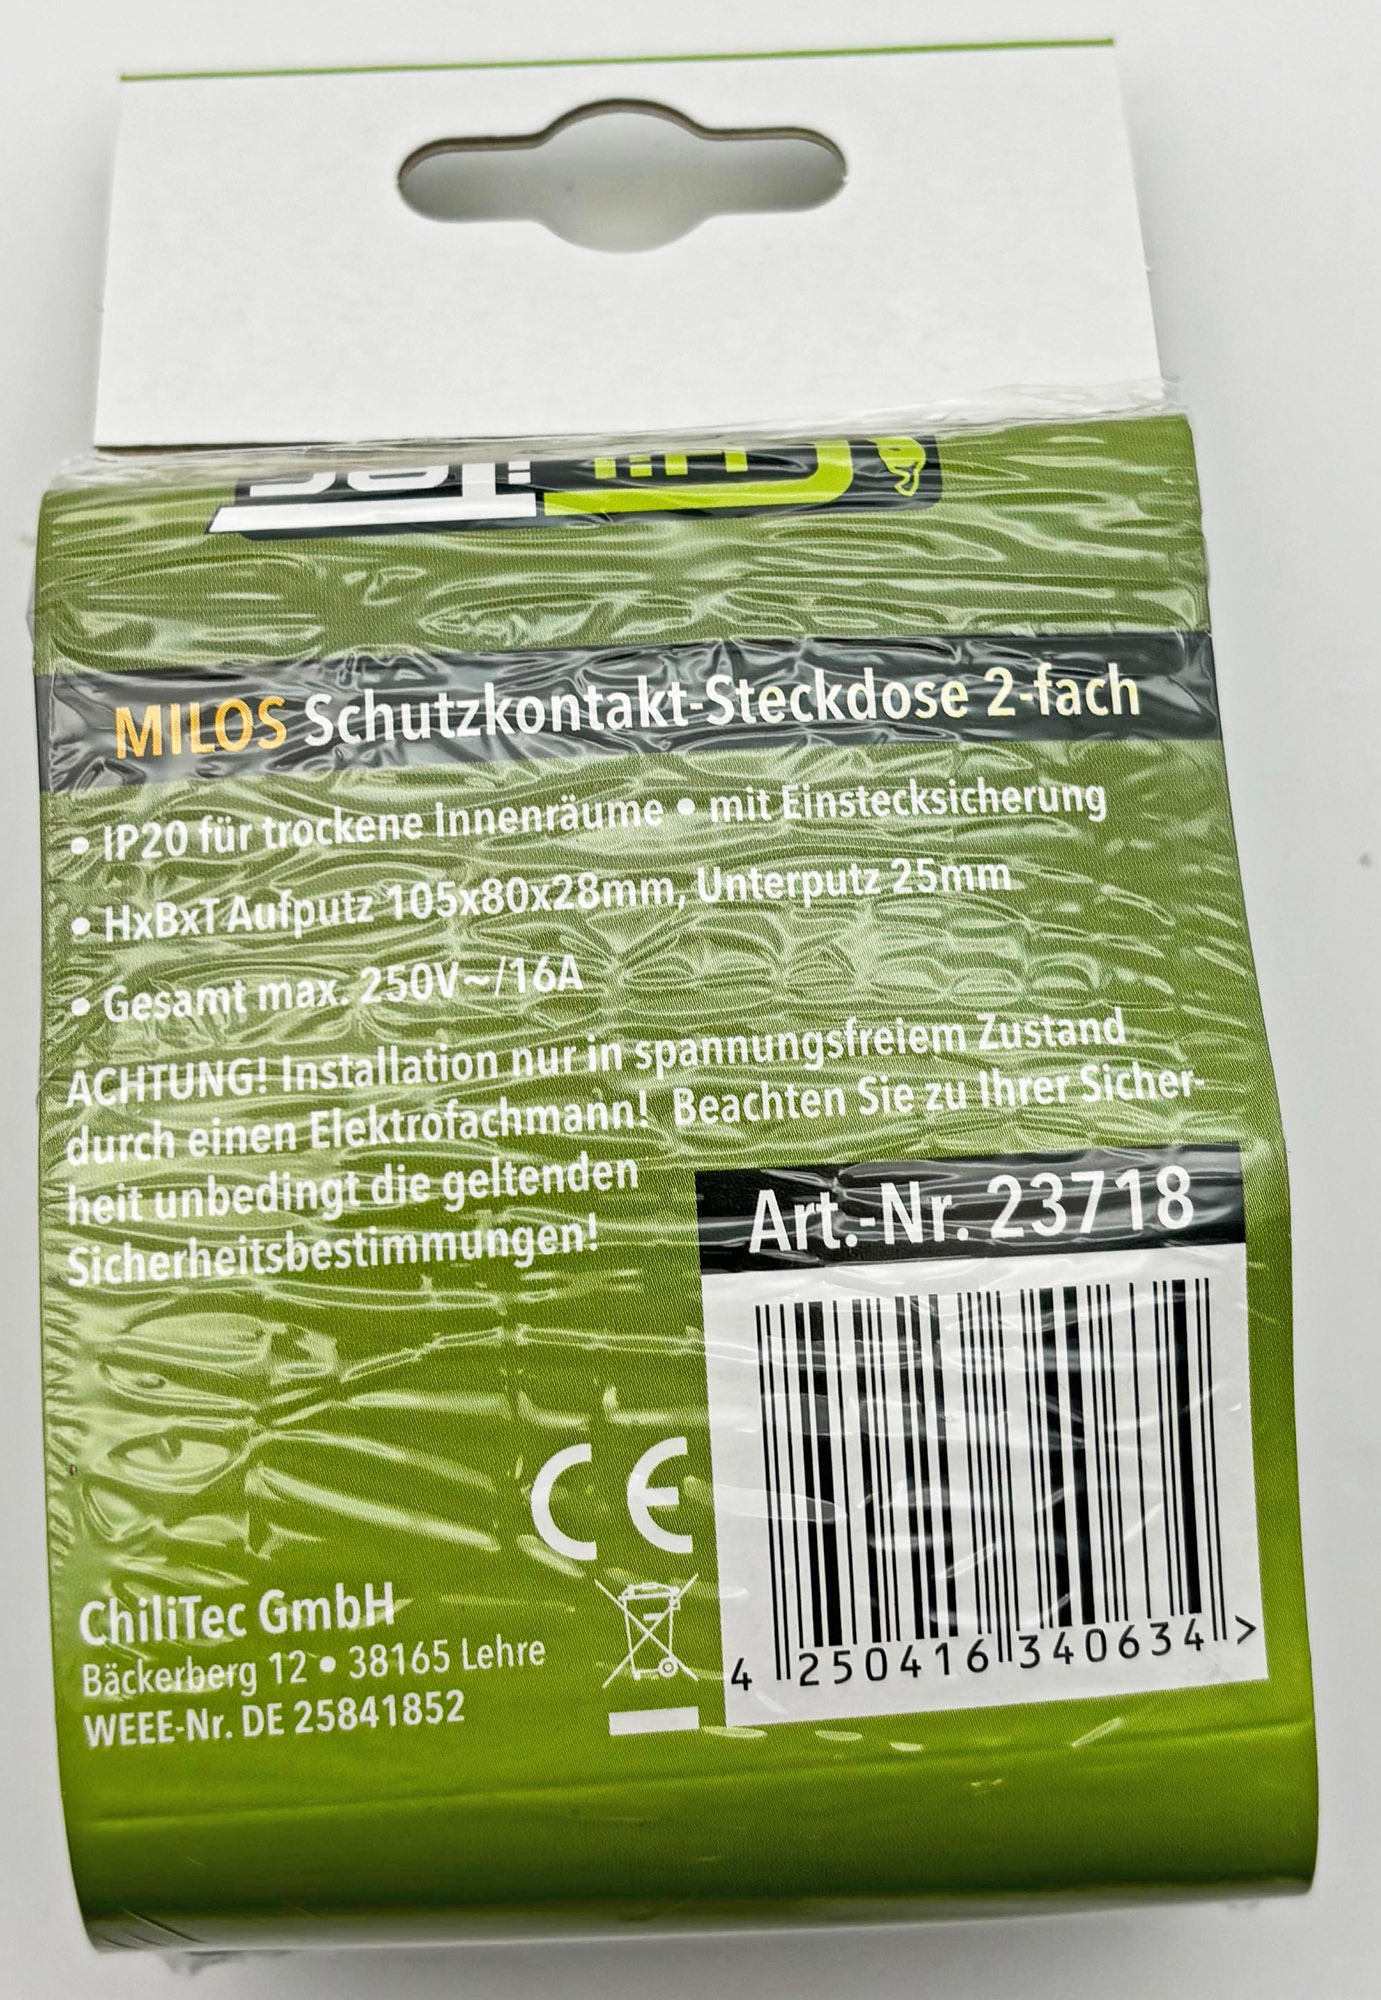 MILOS Schutzkontakt-Steckdose 2-fach
• IP20 für trockene Innenräume • mit Einstecksicherung
• HxBxT Aufputz 105x80x28mm, Unterputz 25mm
• Gesamt max. 250V~/16A
ACHTUNG! Installation nur in spannungsfreiem Zustand
durch einen Elektrofachmann! Beachten Sie zu Ihrer Sicher-
heit unbedingt die geltenden
Sicherheitsbestimmungen!
Art.-Nr. 23718
CE
ChiliTec GmbH
Bäckerberg 12 • 38165 Lehre
WEEE-Nr. DE 25841852
4 250416 340634 >